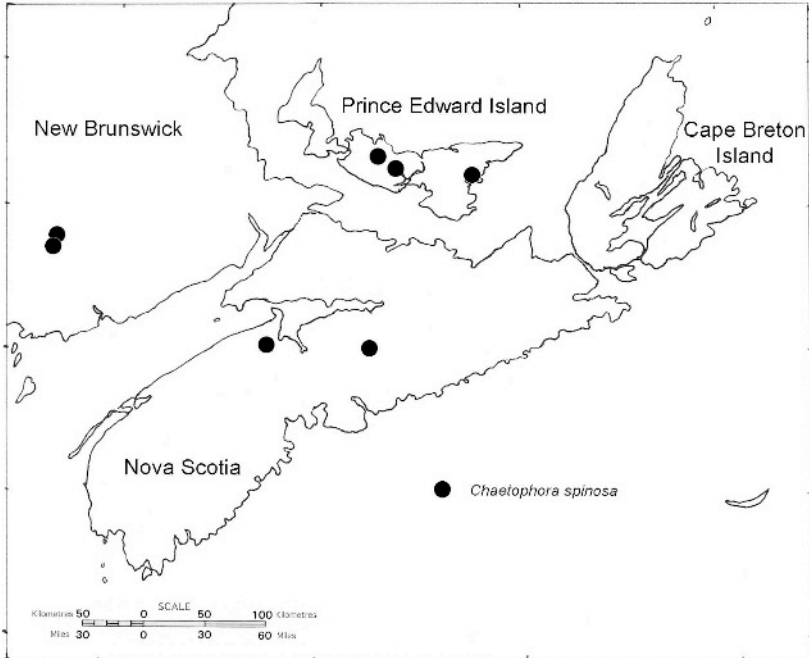 Prince Edward Island
New Brunswick
Cape Breton
Island
Nova Scotia
Chaetophora spinosa
SCALE
Kilometres 50 0 50 100 Kilometres
Miles 30 0 30 60 Miles